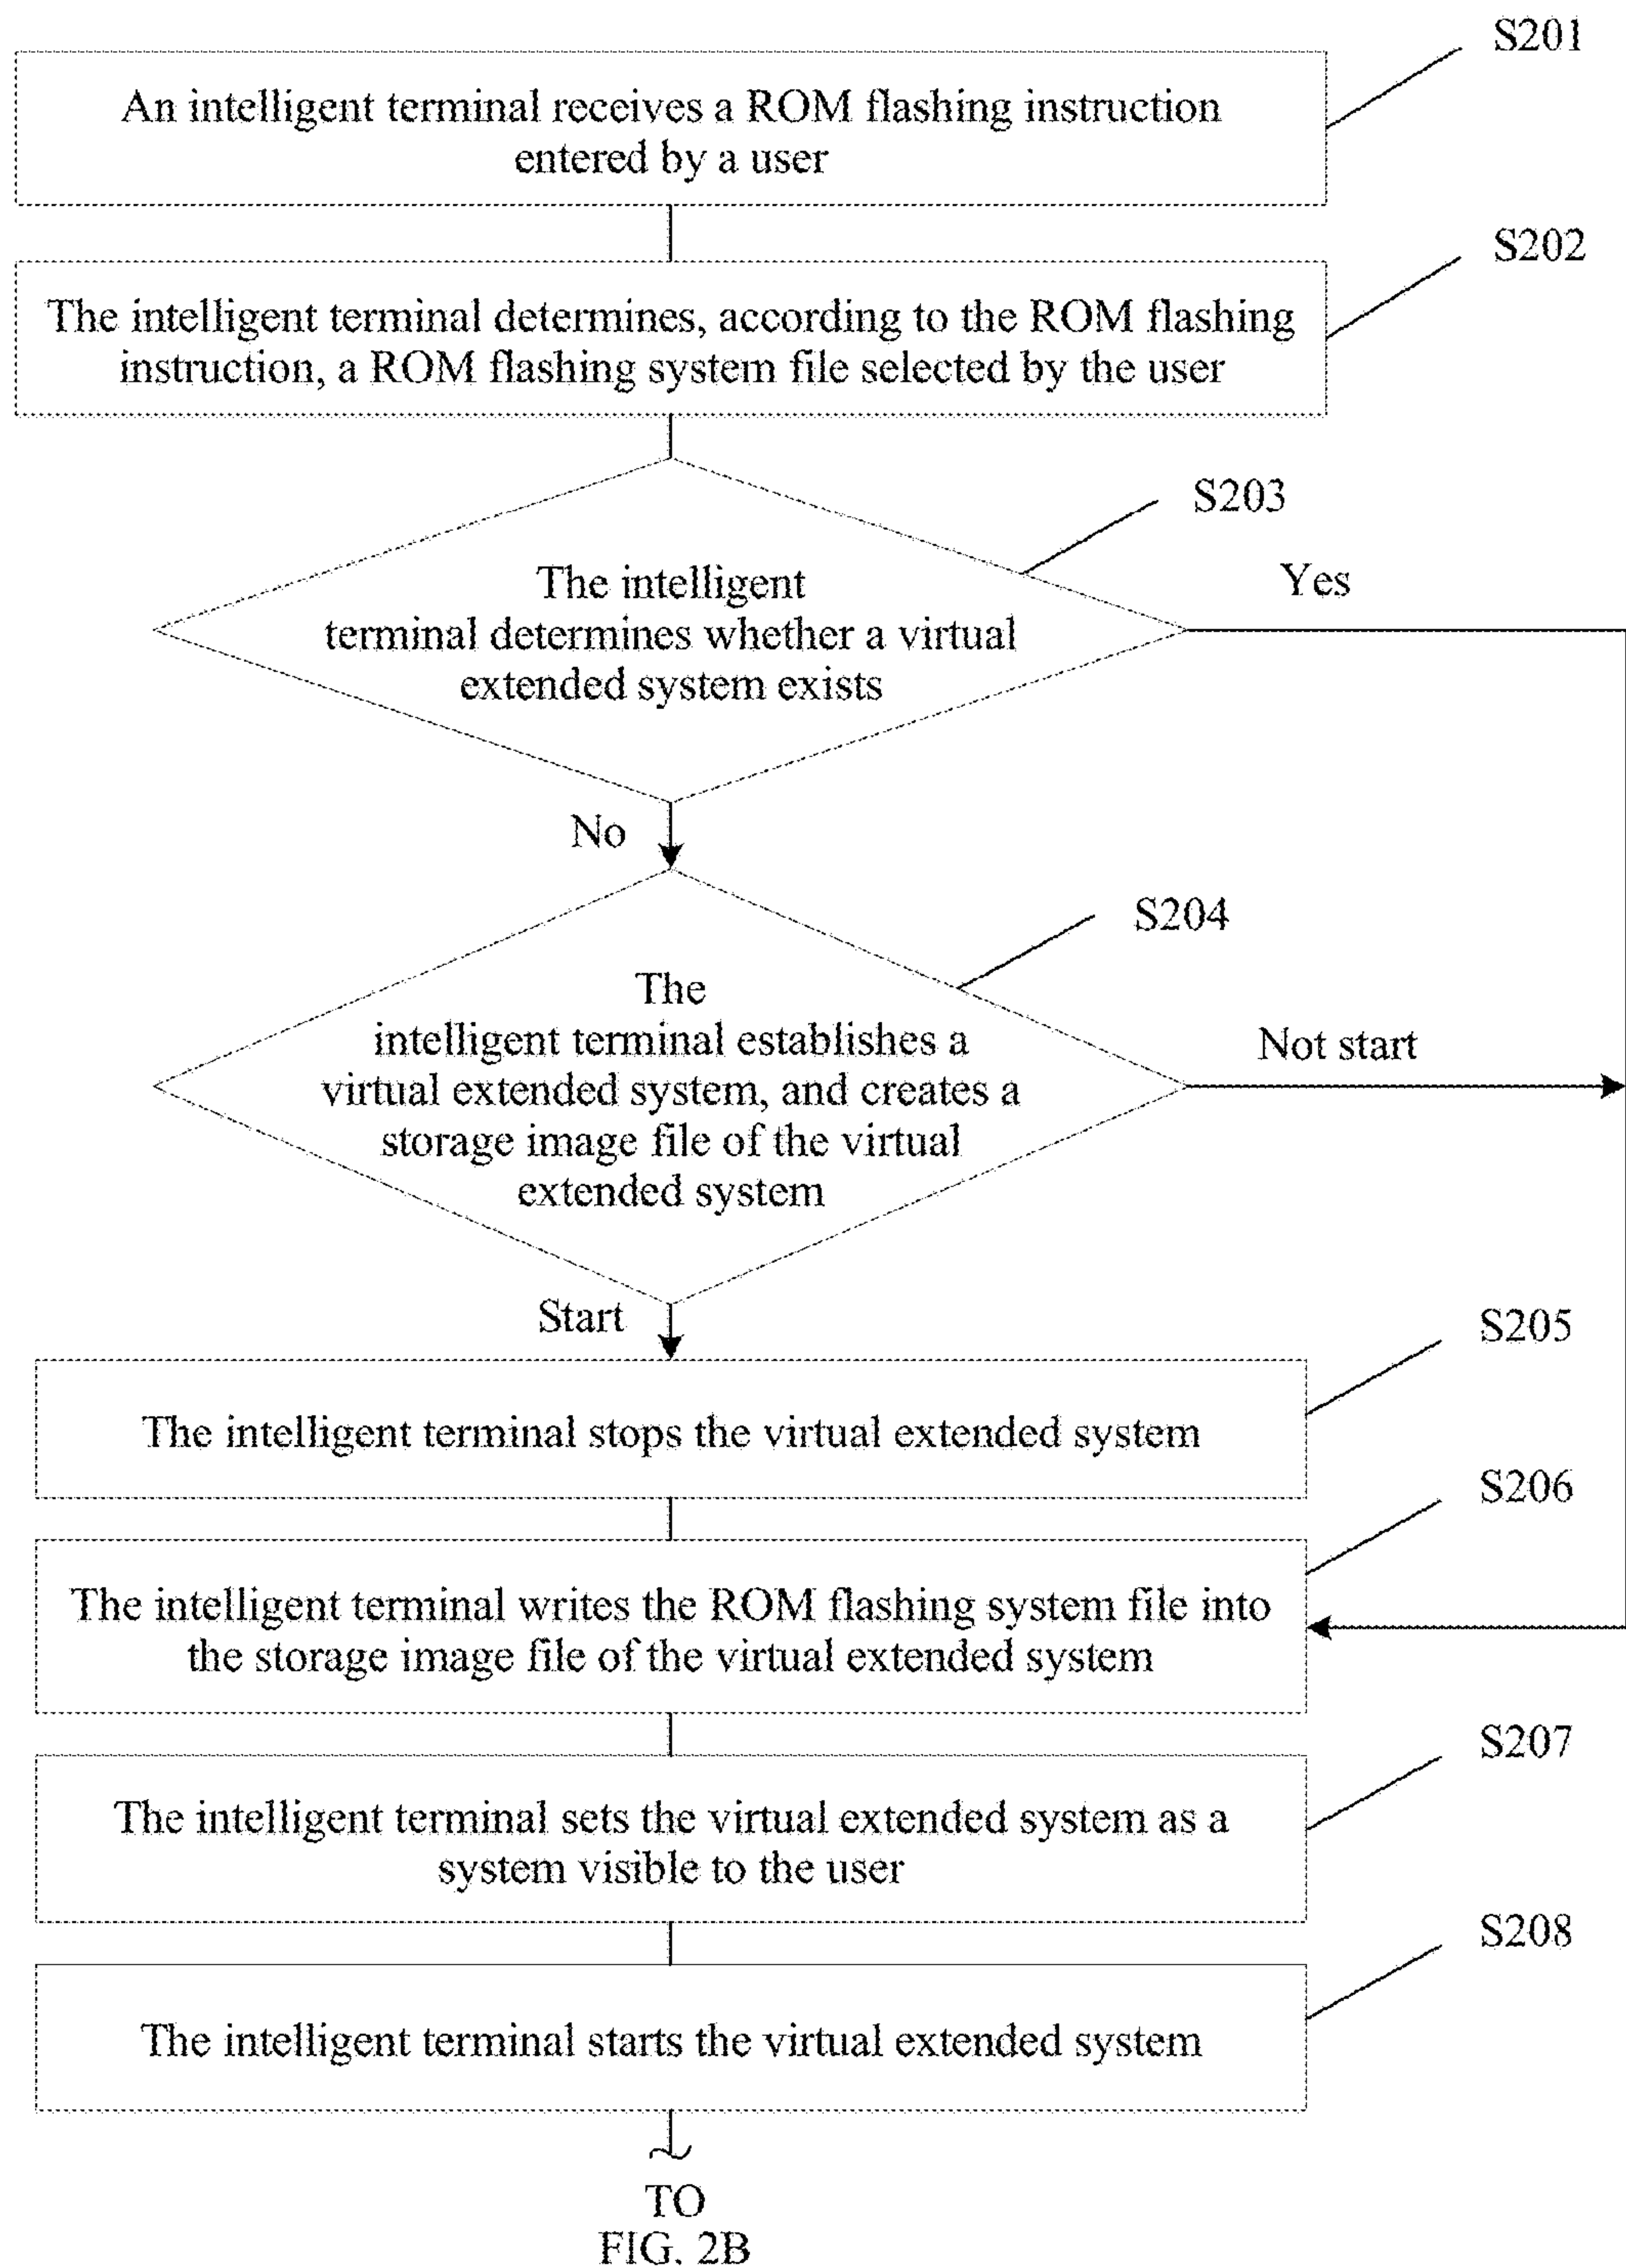 S201
An intelligent terminal receives a ROM flashing instruction
entered by a user
S202
The intelligent terminal determines, according to the ROM flashing
instruction, a ROM flashing system file selected by the user
S203
The intelligent
terminal determines whether a virtual
extended system exists
Yes
No
S204
The
intelligent terminal establishes a
virtual extended system, and creates a
storage image file of the virtual
extended system
Not start
Start
S205
The intelligent terminal stops the virtual extended system
S206
The intelligent terminal writes the ROM flashing system file into
the storage image file of the virtual extended system
S207
The intelligent terminal sets the virtual extended system as a
system visible to the user
S208
The intelligent terminal starts the virtual extended system
TO
FIG. 2B